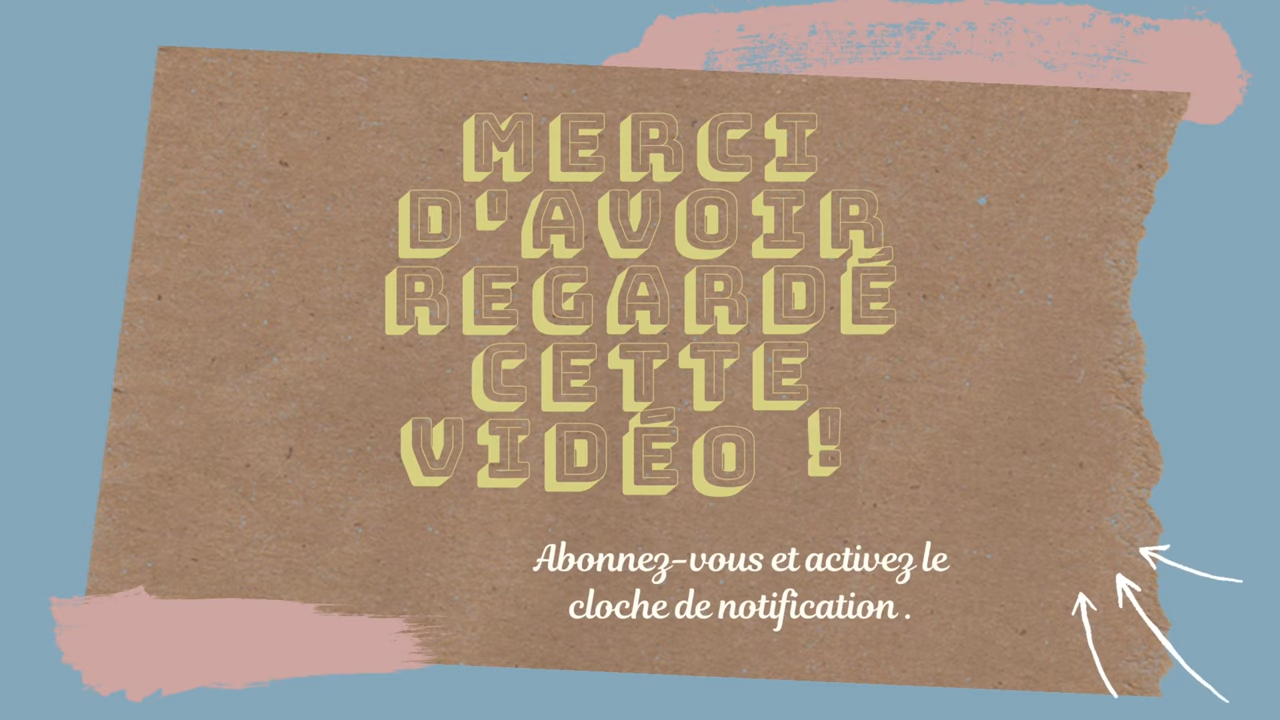 MERCI
D'AVOIR
REGARDÉ
CETTE
VIDÉO !
Abonnez-vous et activez le
cloche de notification .